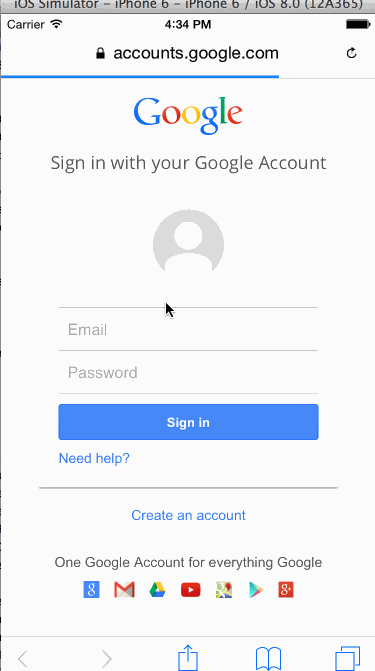 iOS Simulator - iPhone 6 - iPhone 6 / iOS 8.0 (12A365)
Carrier 4:34 PM
accounts.google.com
Google
Sign in with your Google Account
Email
Password
Sign in
Need help?
Create an account
One Google Account for everything Google
8